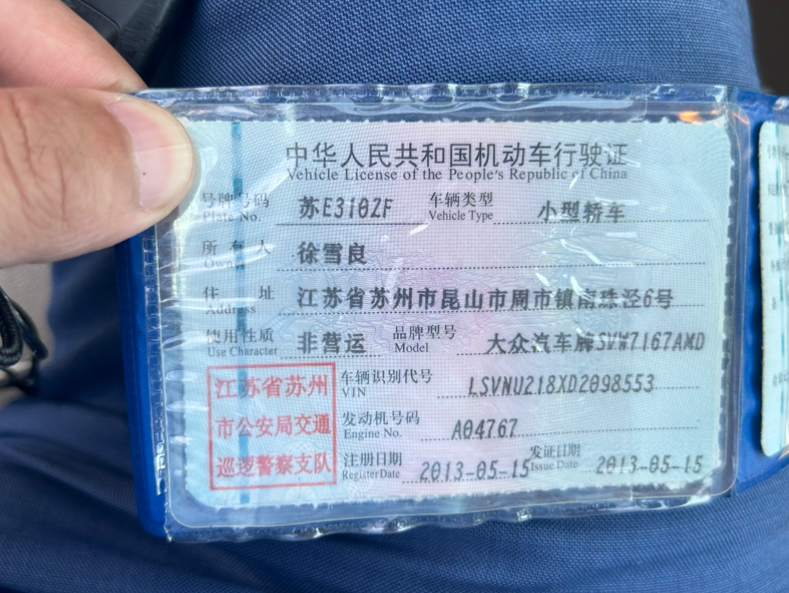 中华人民共和国机动车行驶证
Vehicle License of the People's Republic of China
号牌号码 苏E310ZF 车辆类型 小型轿车
Plate No. Vehicle Type
所有人 徐雪良
Owner
住址 江苏省苏州市昆山市周市镇南珠泾6号
Address
使用性质 非营运 品牌型号 大众汽车牌SVW7167AMD
Use Character Model
车辆识别代号 LSVNU218XD2098553
VIN
发动机号码 A04767
Engine No.
注册日期 2013-05-15 发证日期 2013-05-15
Register Date Issue Date
江苏省苏州
市公安局交通
巡逻警察支队